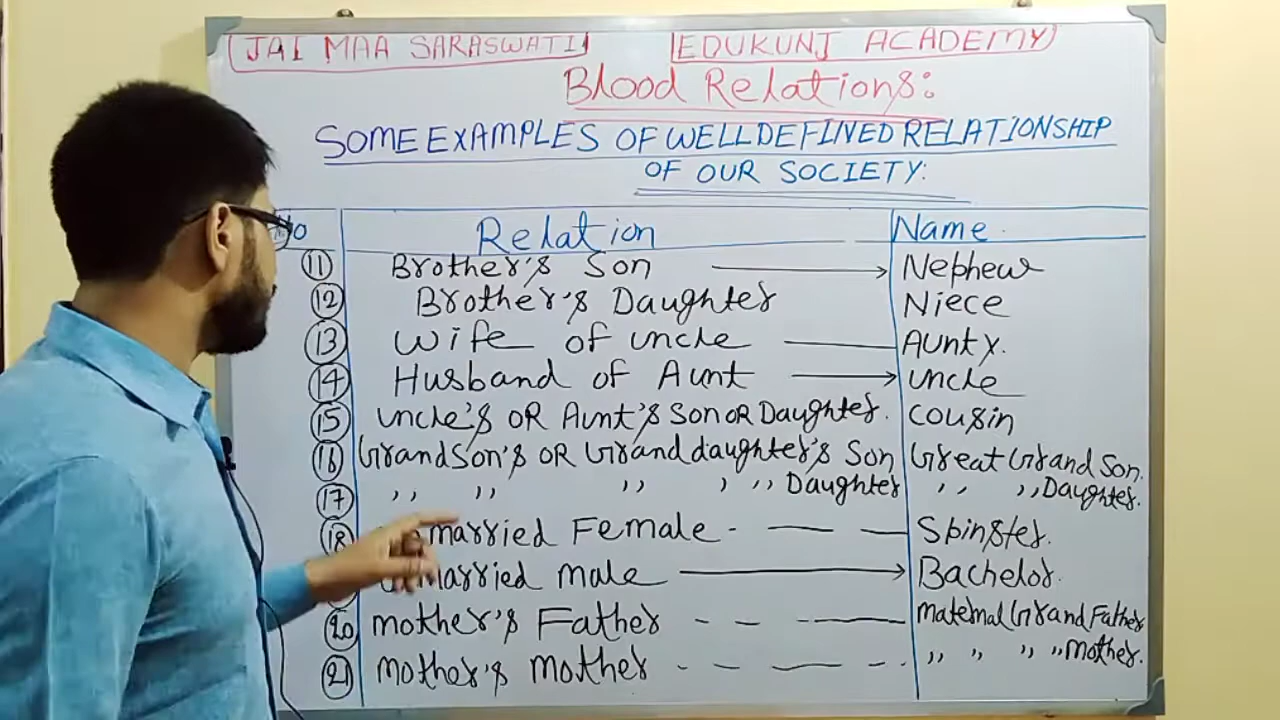 JAI MAA SARASWATI EDUKUNJ ACADEMY
Blood Relations:
SOME EXAMPLES OF WELL DEFINED RELATIONSHIP
OF OUR SOCIETY:
Relation Name
11 Brother's Son Nephew
12 Brother's Daughter Niece
13 Wife of uncle Aunty.
14 Husband of Aunt uncle
15 uncle's OR Aunt's Son OR Daughter. cousin
16 Grandson's OR Granddaughter's Son Great Grand Son.
17 ,, ,, ,, , ,, Daughter ,, ,, Daughter.
18 married Female - Spinster.
married male Bachelor.
20 mother's Father maternal Grand Father
21 mother's mother ,, ,, ,, ,, mother.